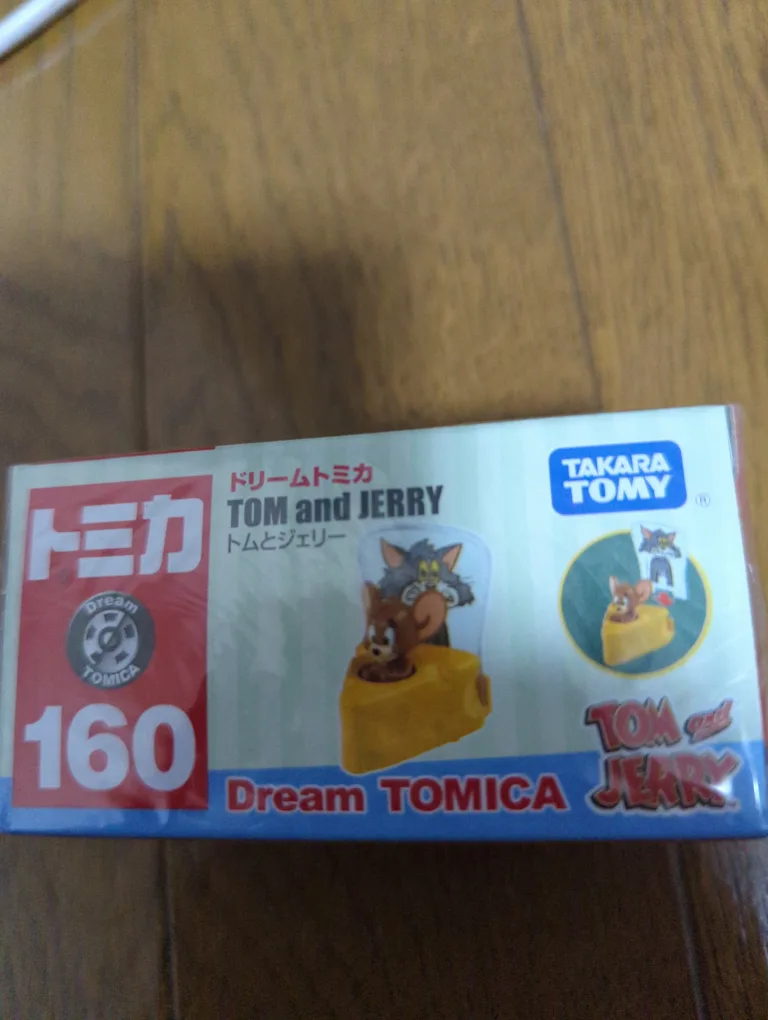 トミカ
Dream
TOMICA
160
ドリームトミカ
TOM and JERRY
トムとジェリー
TAKARA
TOMY
®
Dream TOMICA
TOM and
JERRY